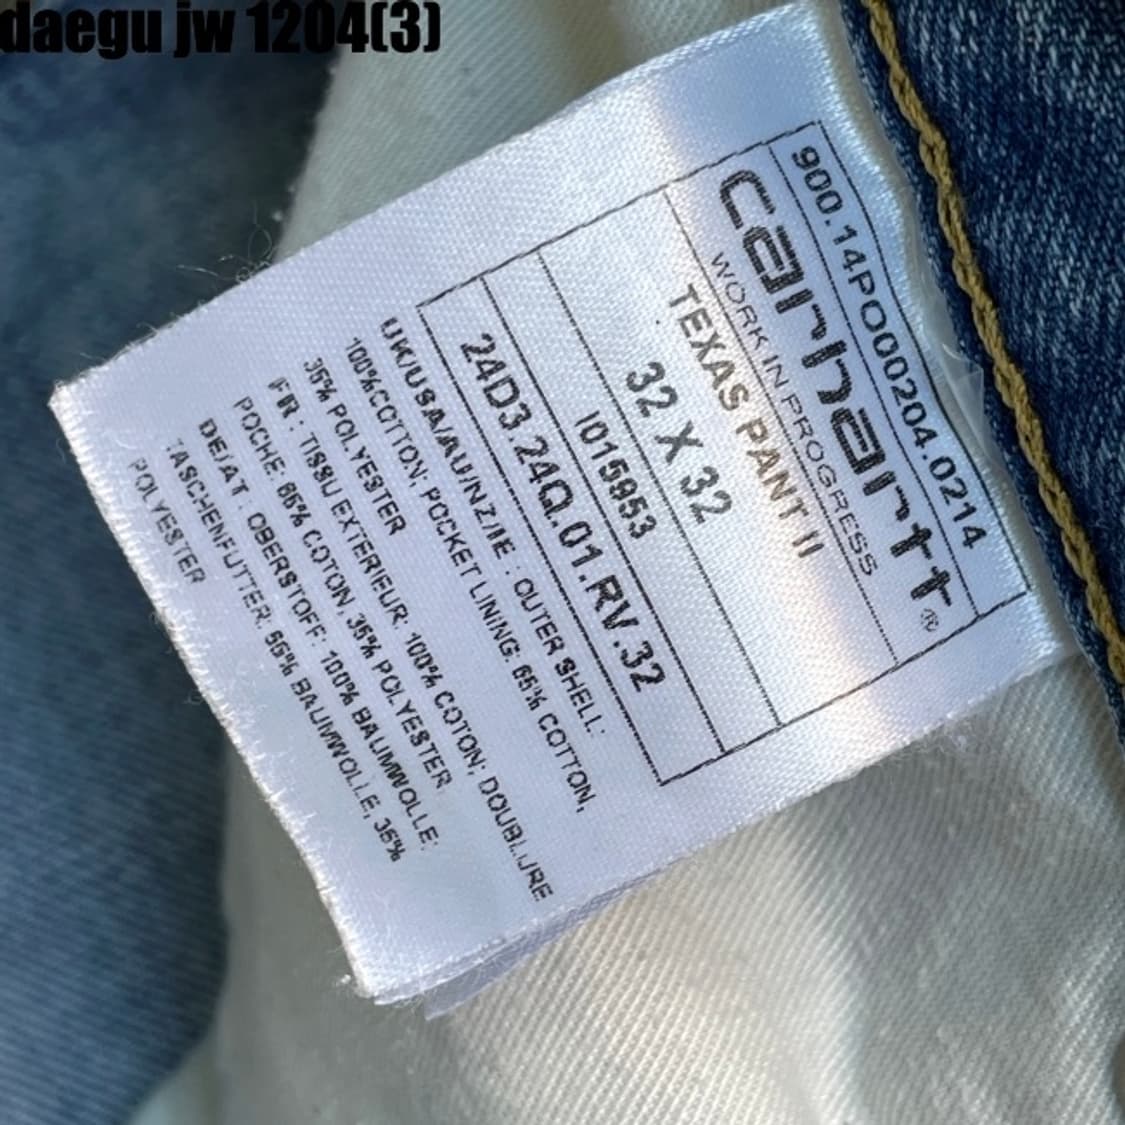 daegu jw 1204(3)
900.14PO000204.0214
carhartt®
WORK IN PROGRESS
TEXAS PANT II
32 X 32
I015953
24D3.24Q.01.RV.32
UK/USA/AU/NZ/IE : OUTER SHELL:
100%COTTON; POCKET LINING: 65% COTTON,
35% POLYESTER
FR : TISSU EXTERIEUR: 100% COTON; DOUBLURE
POCHE: 65% COTON, 35% POLYESTER
DE/AT : OBERSTOFF: 100% BAUMWOLLE;
TASCHENFUTTER: 65% BAUMWOLLE, 35%
POLYESTER